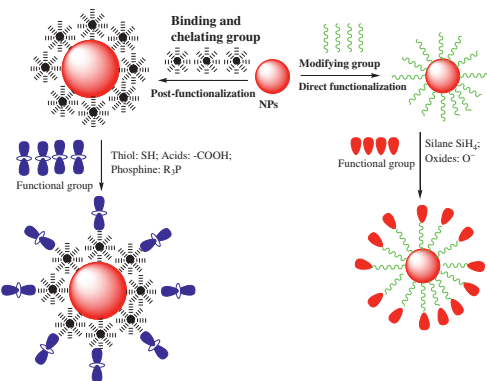 Binding and
chelating group
Modifying group
Post-functionalization
NPs
Direct functionalization
Thiol: SH; Acids: -COOH;
Phosphine: R₃P
Functional group
Silane SiH₄;
Oxides: O⁻
Functional group